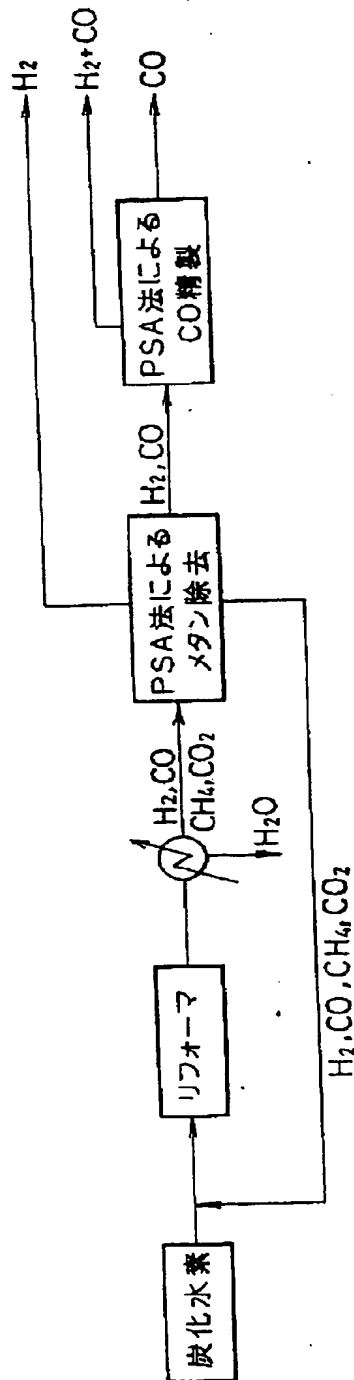 炭化水素
リフォーマ
H2O
H2,CO
CH4,CO2
PSA法による
メタン除去
H2,CO
PSA法による
CO精製
H2
H2+CO
CO
H2,CO,CH4,CO2